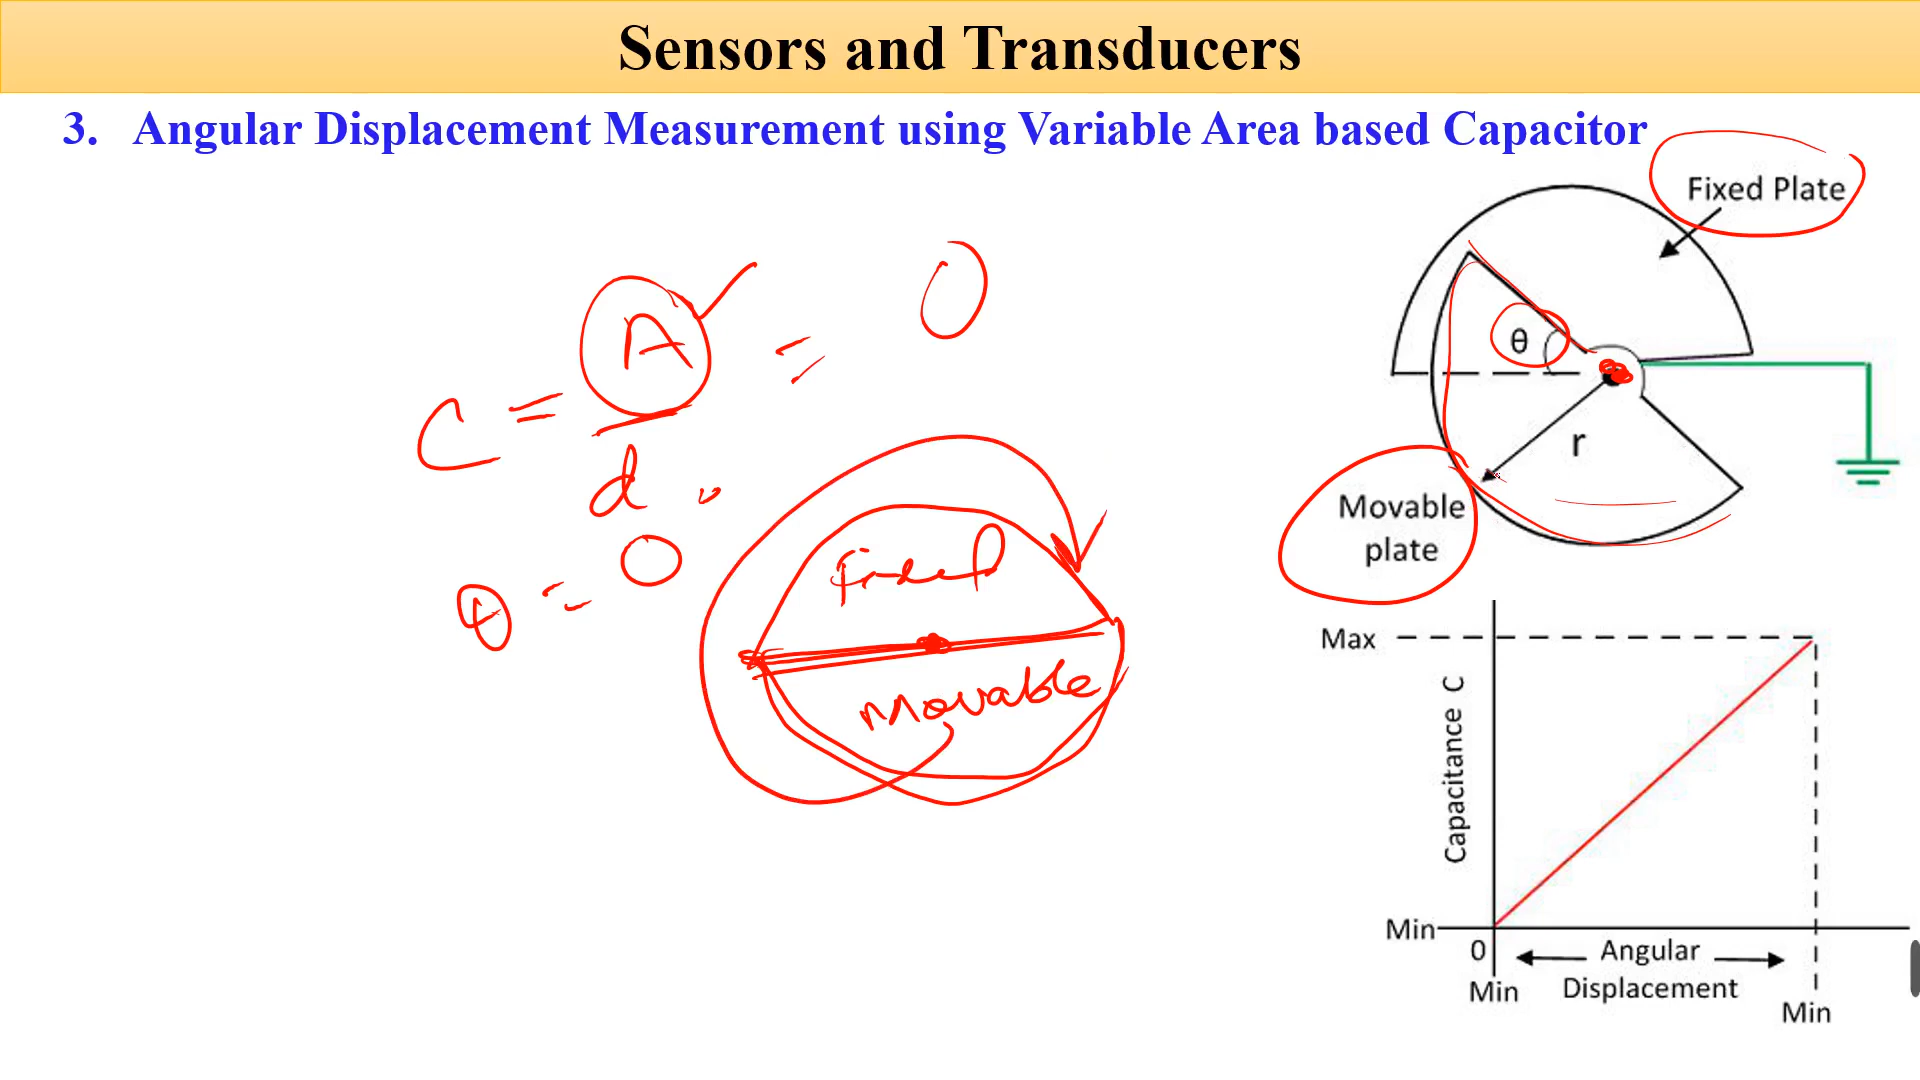 Sensors and Transducers
3. Angular Displacement Measurement using Variable Area based Capacitor
Fixed Plate
θ
r
Movable
plate
C = A = 0
d
θ = 0
Fixed
Movable
Max
Capacitance C
Min
0
Min
Angular
Displacement
Min